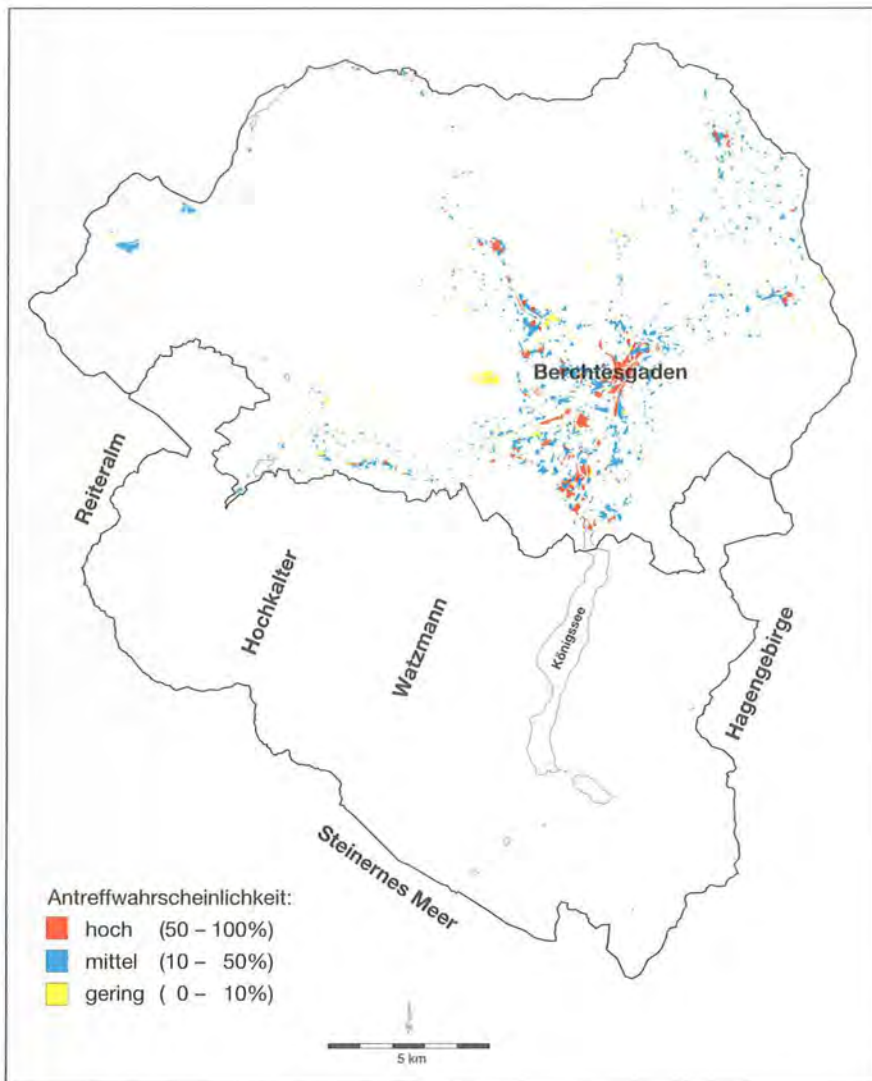 Berchtesgaden
Reiteralm
Hochkalter
Watzmann
Königssee
Hagengebirge
Steinernes Meer
Antreffwahrscheinlichkeit:
hoch (50 – 100%)
mittel (10 – 50%)
gering ( 0 – 10%)
5 km